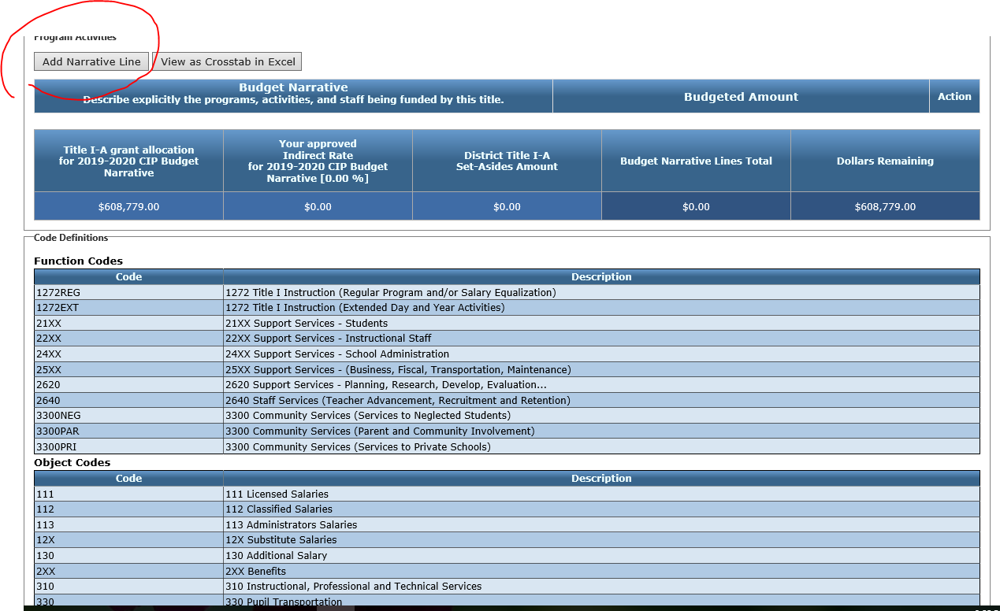 Program Activities
Add Narrative Line View as Crosstab in Excel
Budget Narrative
Describe explicitly the programs, activities, and staff being funded by this title.
Budgeted Amount
Action
Title I-A grant allocation
for 2019-2020 CIP Budget
Narrative
Your approved
Indirect Rate
for 2019-2020 CIP Budget
Narrative [0.00 %]
District Title I-A
Set-Asides Amount
Budget Narrative Lines Total
Dollars Remaining
$608,779.00 $0.00 $0.00 $0.00 $608,779.00
Code Definitions
Function Codes
Code Description
1272REG 1272 Title I Instruction (Regular Program and/or Salary Equalization)
1272EXT 1272 Title I Instruction (Extended Day and Year Activities)
21XX 21XX Support Services - Students
22XX 22XX Support Services - Instructional Staff
24XX 24XX Support Services - School Administration
25XX 25XX Support Services - (Business, Fiscal, Transportation, Maintenance)
2620 2620 Support Services - Planning, Research, Develop, Evaluation...
2640 2640 Staff Services (Teacher Advancement, Recruitment and Retention)
3300NEG 3300 Community Services (Services to Neglected Students)
3300PAR 3300 Community Services (Parent and Community Involvement)
3300PRI 3300 Community Services (Services to Private Schools)
Object Codes
Code Description
111 111 Licensed Salaries
112 112 Classified Salaries
113 113 Administrators Salaries
12X 12X Substitute Salaries
130 130 Additional Salary
2XX 2XX Benefits
310 310 Instructional, Professional and Technical Services
330 330 Pupil Transportation